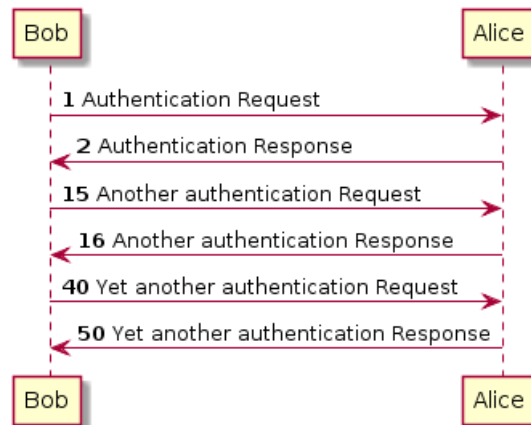 Bob Alice
1 Authentication Request
2 Authentication Response
15 Another authentication Request
16 Another authentication Response
40 Yet another authentication Request
50 Yet another authentication Response
Bob Alice